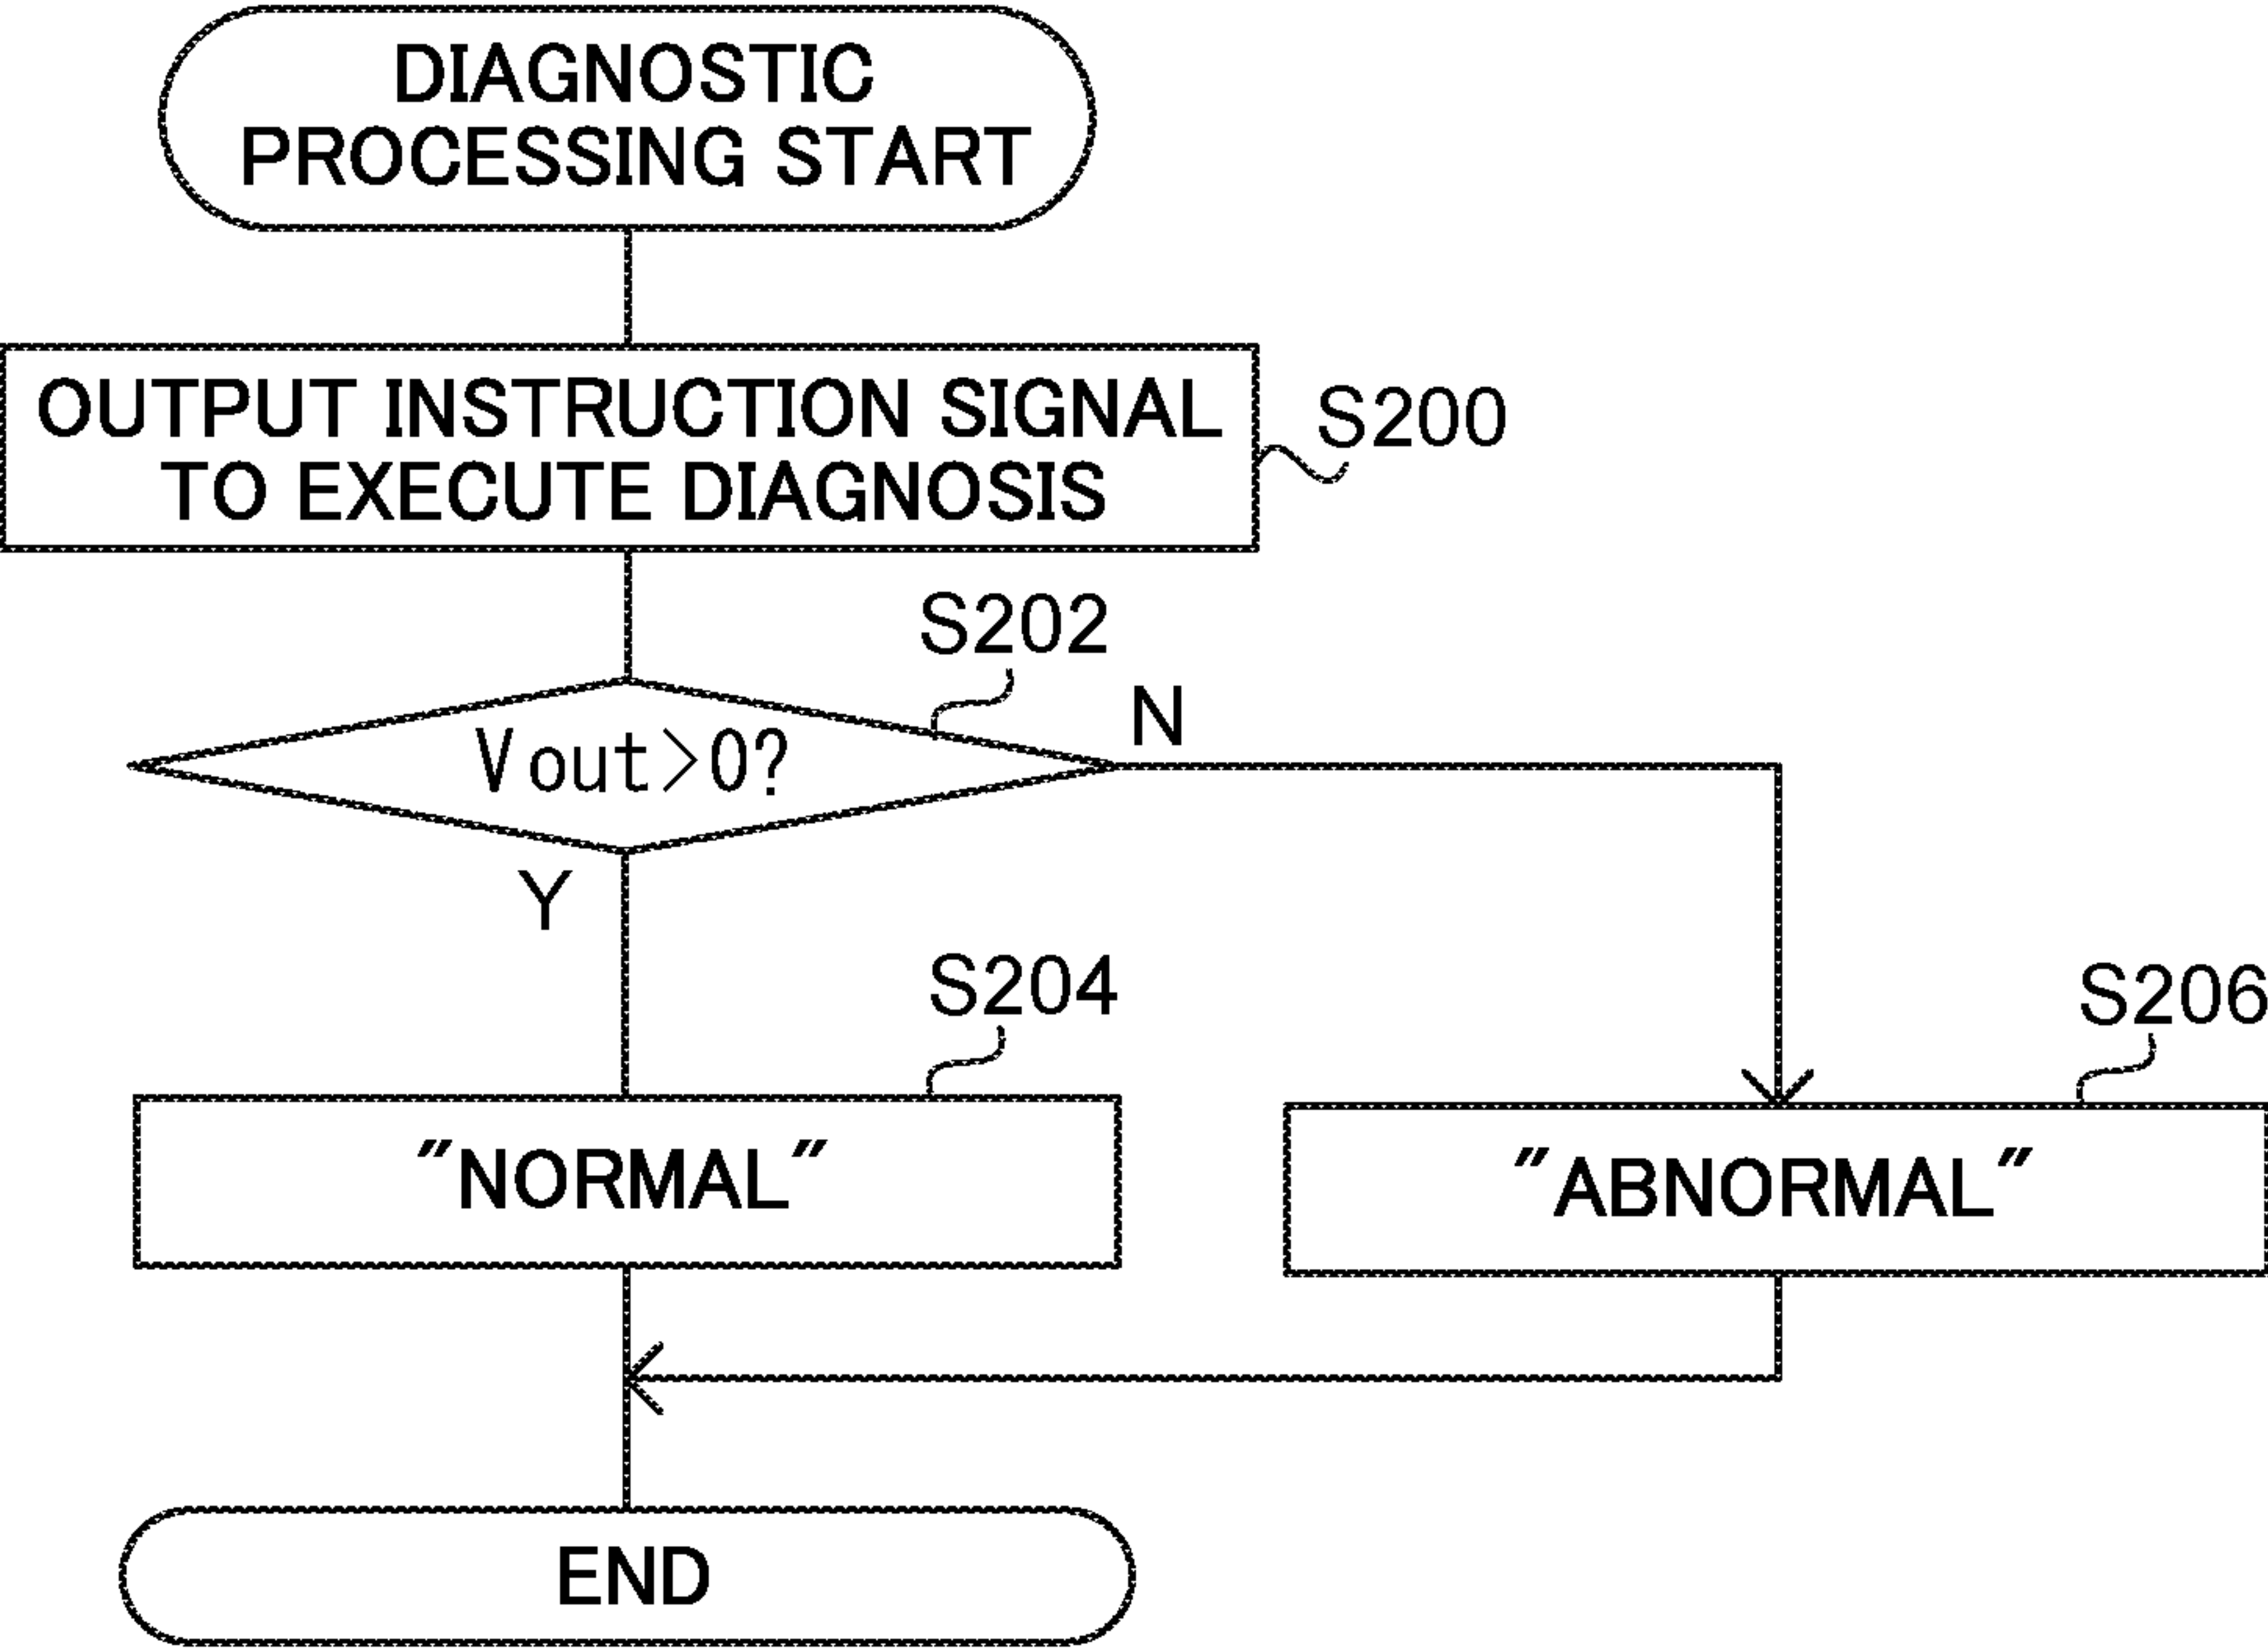 DIAGNOSTIC
PROCESSING START
OUTPUT INSTRUCTION SIGNAL
TO EXECUTE DIAGNOSIS
S200
S202
Vout>0?
N
Y
S204
"NORMAL"
S206
"ABNORMAL"
END